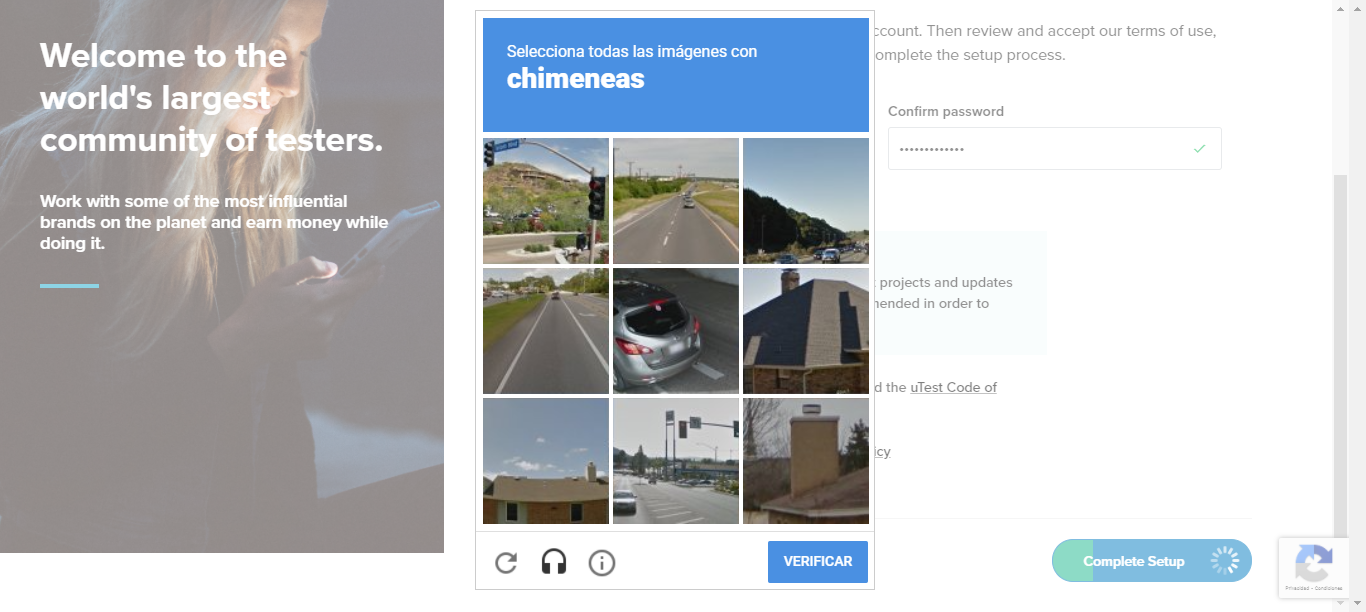 Welcome to the
world's largest
community of testers.
Work with some of the most influential
brands on the planet and earn money while
doing it.
Selecciona todas las imágenes con
chimeneas
VERIFICAR
ccount. Then review and accept our terms of use,
omplete the setup process.
Confirm password
•••••••••••••
projects and updates
nended in order to
d the uTest Code of
icy
Complete Setup
Privacidad - Condiciones